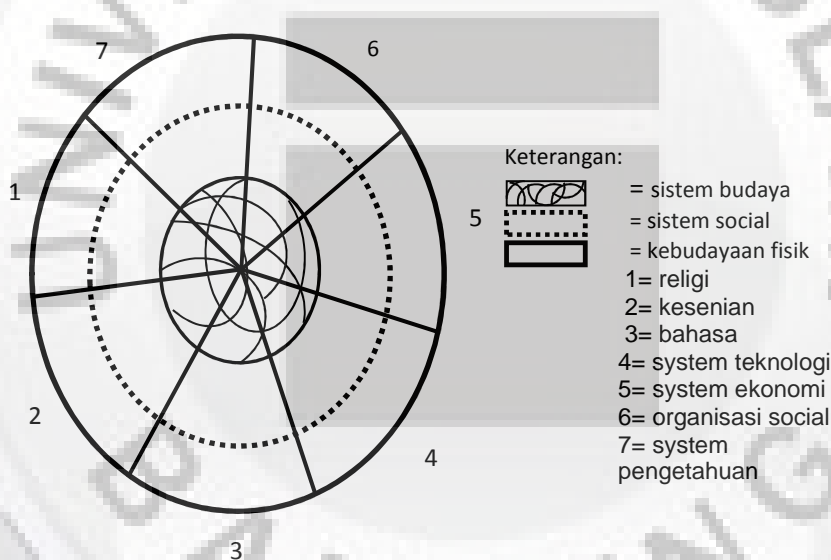 7
6
1
5
2
4
3
Keterangan:
= sistem budaya
= sistem social
= kebudayaan fisik
1= religi
2= kesenian
3= bahasa
4= system teknologi
5= system ekonomi
6= organisasi social
7= system
pengetahuan